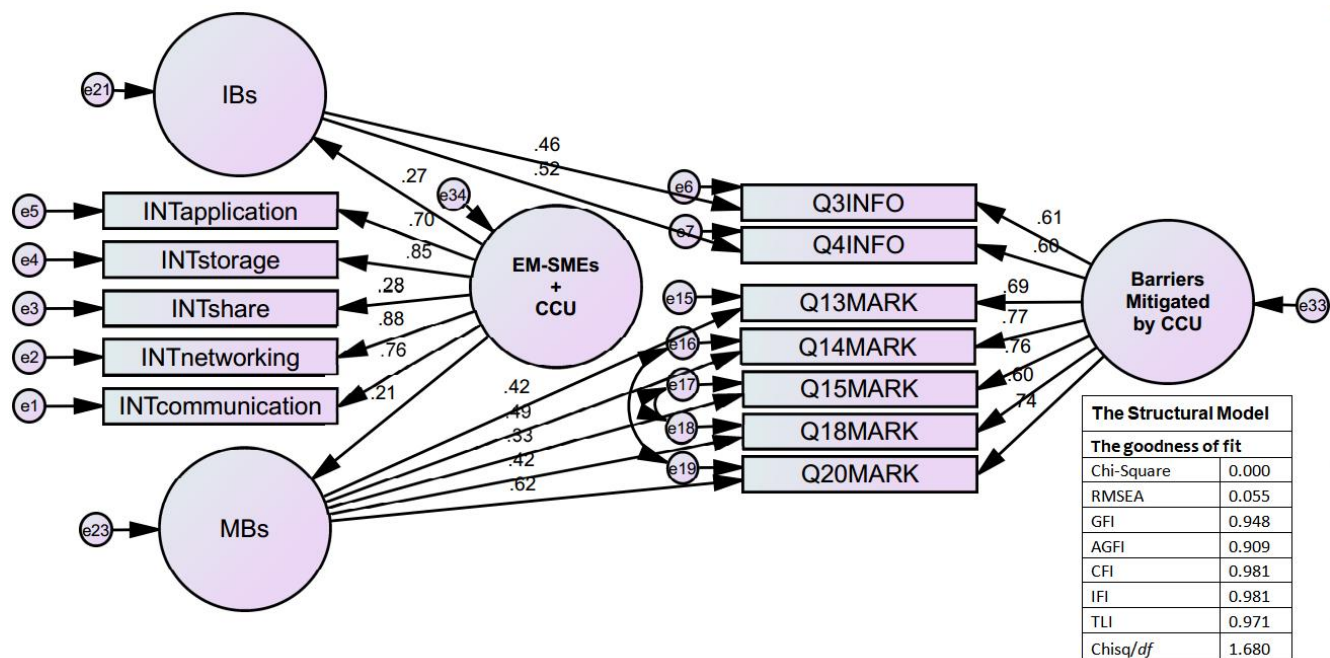 IBs
e21
.46
.52
.27
e34
e6
e5
INTapplication
.70
Q3INFO
.61
e7
Q4INFO
.60
e4
INTstorage
.85
EM-SMEs
+
CCU
Barriers
Mitigated
by CCU
e3
INTshare
.28
e15
Q13MARK
.69
e33
e2
INTnetworking
.88
e16
Q14MARK
.77
.76
e17
Q15MARK
.76
e1
INTcommunication
.21
.42
.60
e18
Q18MARK
.74
.49
.33
.42
.62
e19
Q20MARK
e23
MBs
The Structural Model
The goodness of fit
Chi-Square 0.000
RMSEA 0.055
GFI 0.948
AGFI 0.909
CFI 0.981
IFI 0.981
TLI 0.971
Chisq/df 1.680